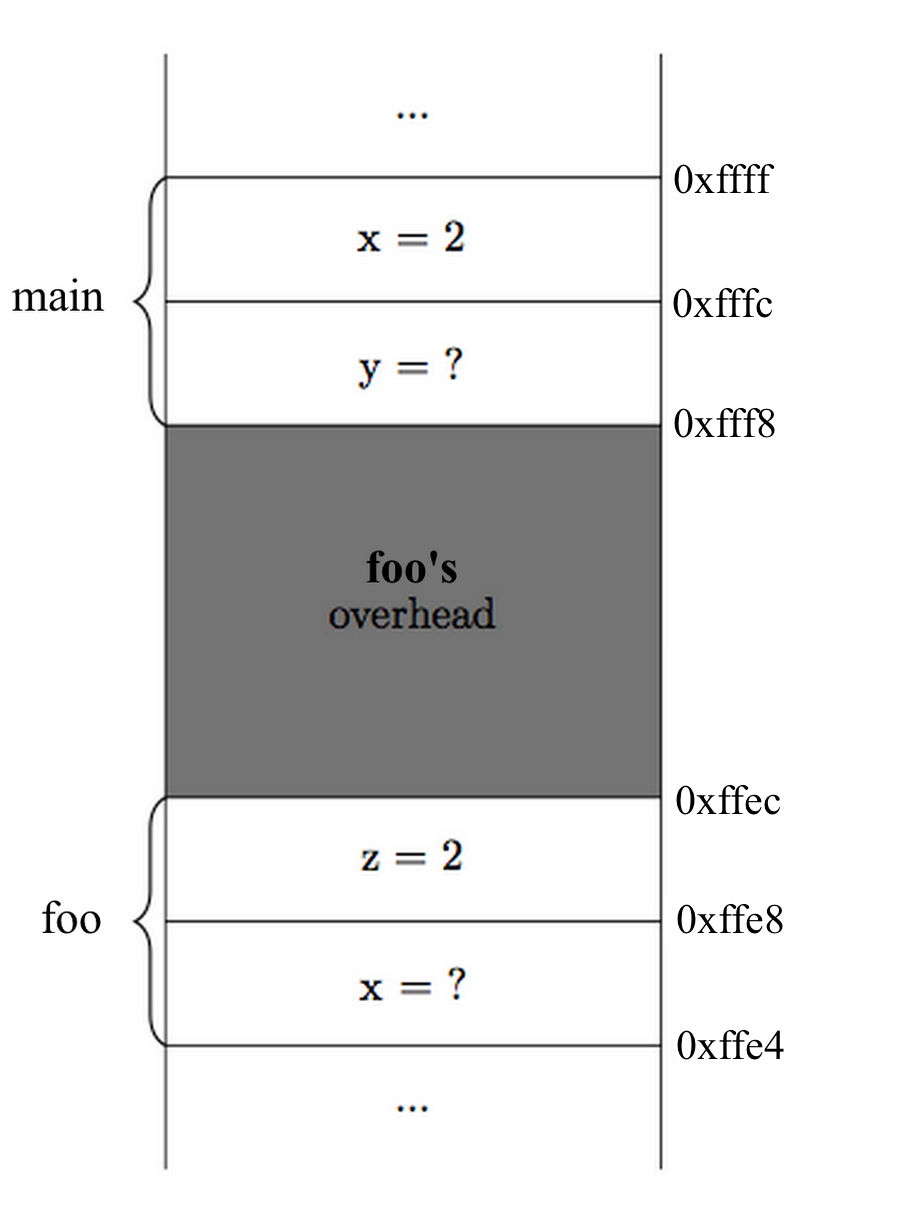 ...
0xffff
x = 2
main
0xfffc
y = ?
0xfff8
foo's
overhead
0xffec
z = 2
foo
0xffe8
x = ?
0xffe4
...